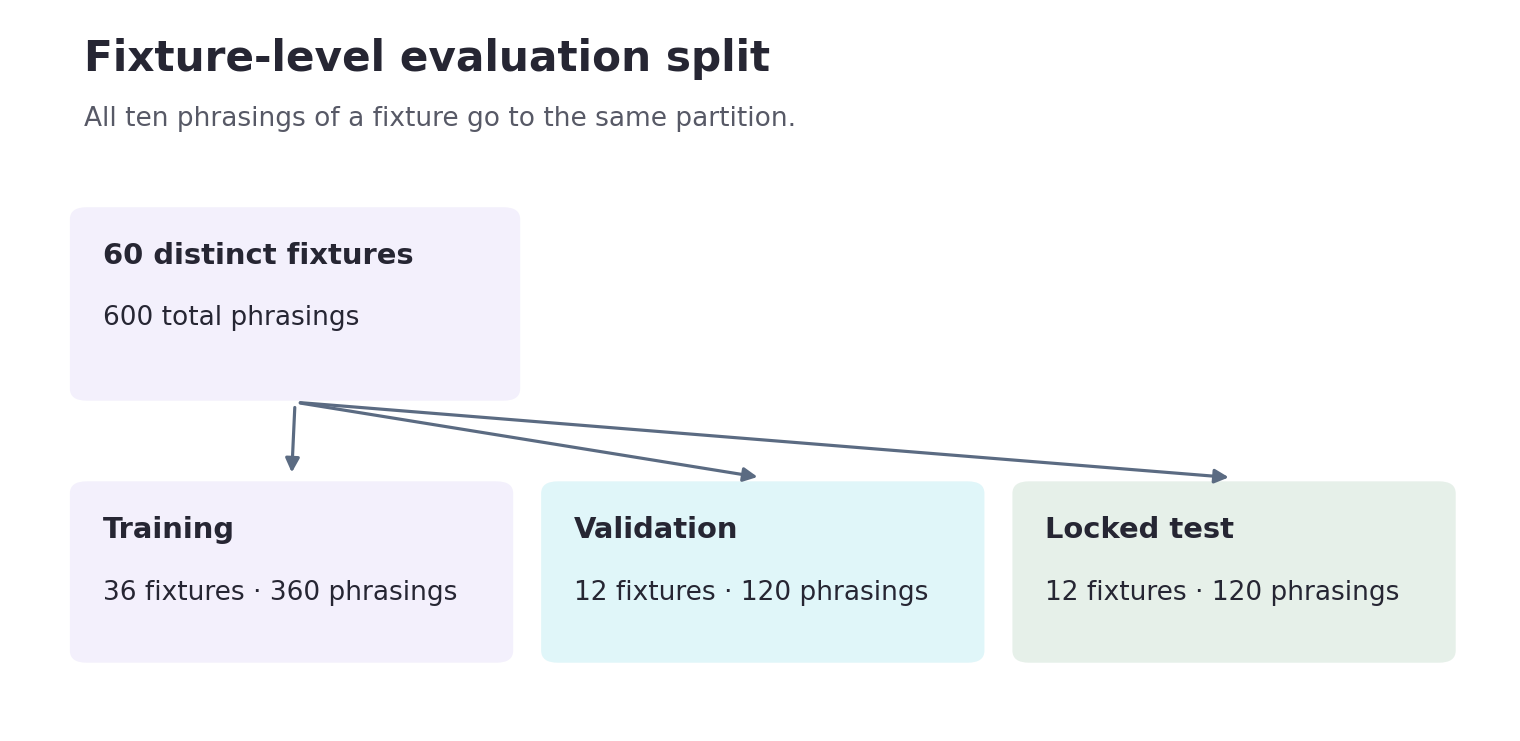 Fixture-level evaluation split
All ten phrasings of a fixture go to the same partition.
60 distinct fixtures
600 total phrasings
Training
36 fixtures · 360 phrasings
Validation
12 fixtures · 120 phrasings
Locked test
12 fixtures · 120 phrasings